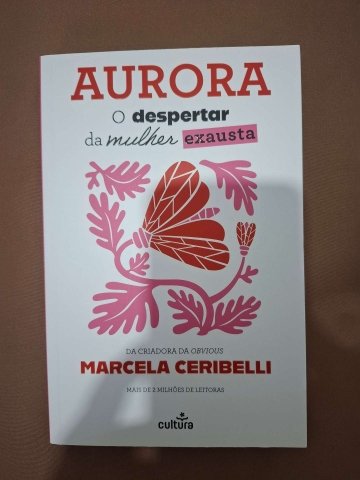 AURORA
O despertar
da mulher exausta
DA CRIADORA DA OBVIOUS
MARCELA CERIBELLI
MAIS DE 2 MILHÕES DE LEITORAS
cultura